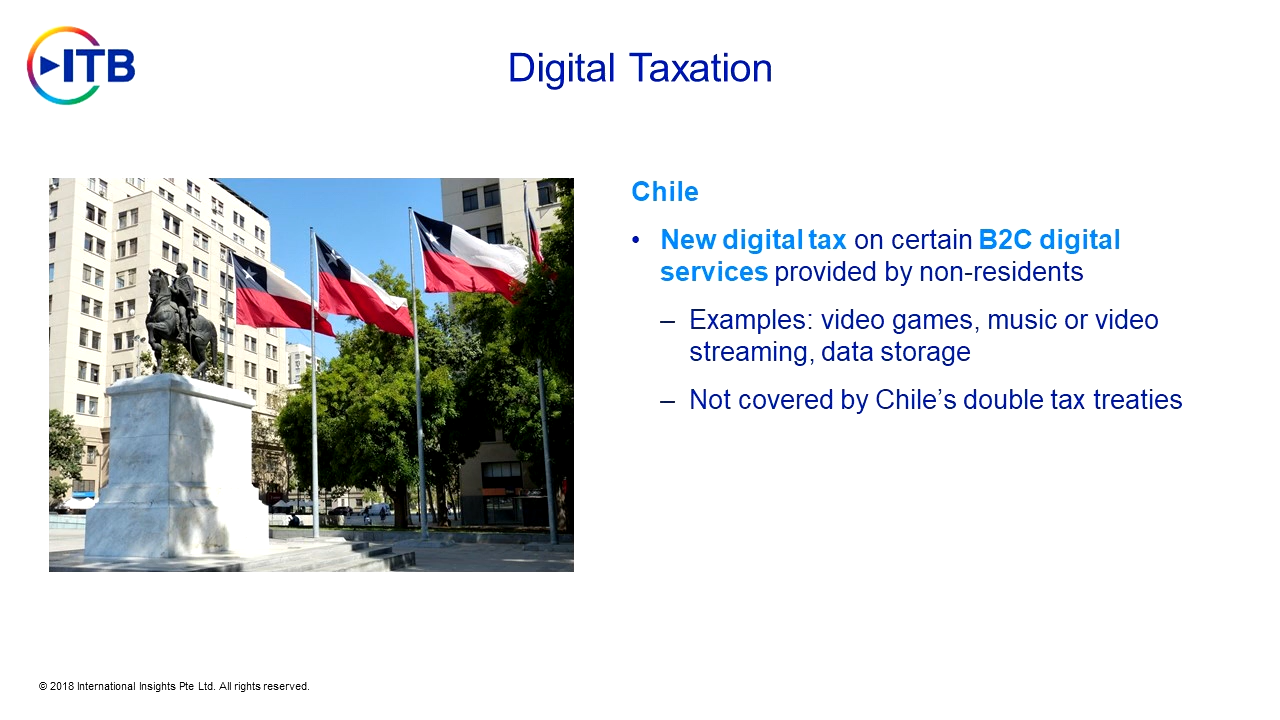 ITB
Digital Taxation
Chile
• New digital tax on certain B2C digital
services provided by non-residents
– Examples: video games, music or video
streaming, data storage
– Not covered by Chile’s double tax treaties
© 2018 International Insights Pte Ltd. All rights reserved.